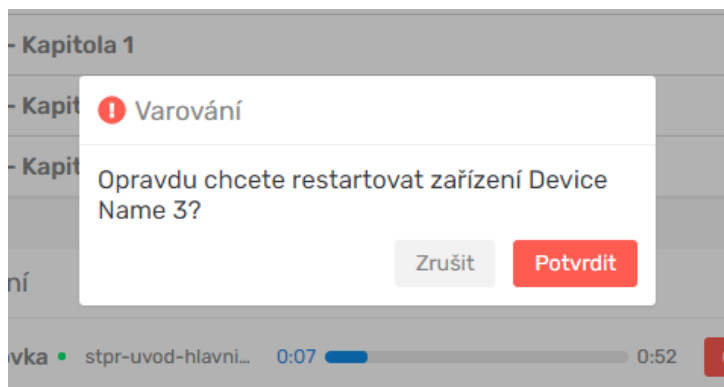 - Kapitola 1
- Kapit
Varování
- Kapit
Opravdu chcete restartovat zařízení Device
Name 3?
Zrušit Potvrdit
ní
vka stpr-uvod-hlavni... 0:07 0:52